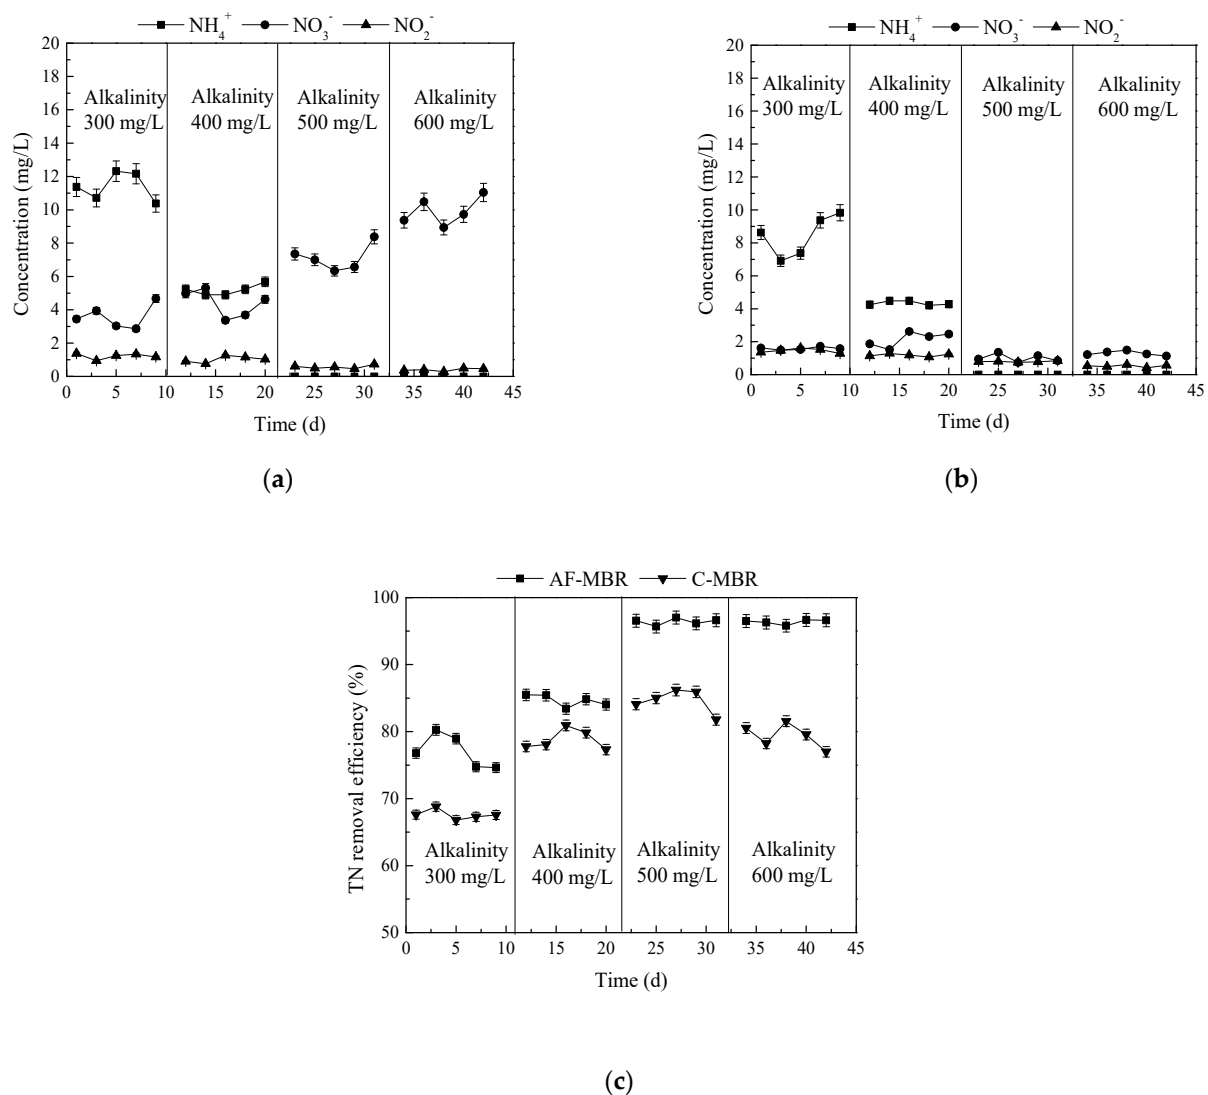 NH4+ NO3- NO2-
20
18
16
14
12
10
8
6
4
2
0
Concentration (mg/L)
Alkalinity
300 mg/L
Alkalinity
400 mg/L
Alkalinity
500 mg/L
Alkalinity
600 mg/L
0 5 10 15 20 25 30 35 40 45
Time (d)
(a)
NH4+ NO3- NO2-
20
18
16
14
12
10
8
6
4
2
0
Concentration (mg/L)
Alkalinity
300 mg/L
Alkalinity
400 mg/L
Alkalinity
500 mg/L
Alkalinity
600 mg/L
0 5 10 15 20 25 30 35 40 45
Time (d)
(b)
AF-MBR C-MBR
100
90
80
70
60
50
TN removal efficiency (%)
Alkalinity
300 mg/L
Alkalinity
400 mg/L
Alkalinity
500 mg/L
Alkalinity
600 mg/L
0 5 10 15 20 25 30 35 40 45
Time (d)
(c)